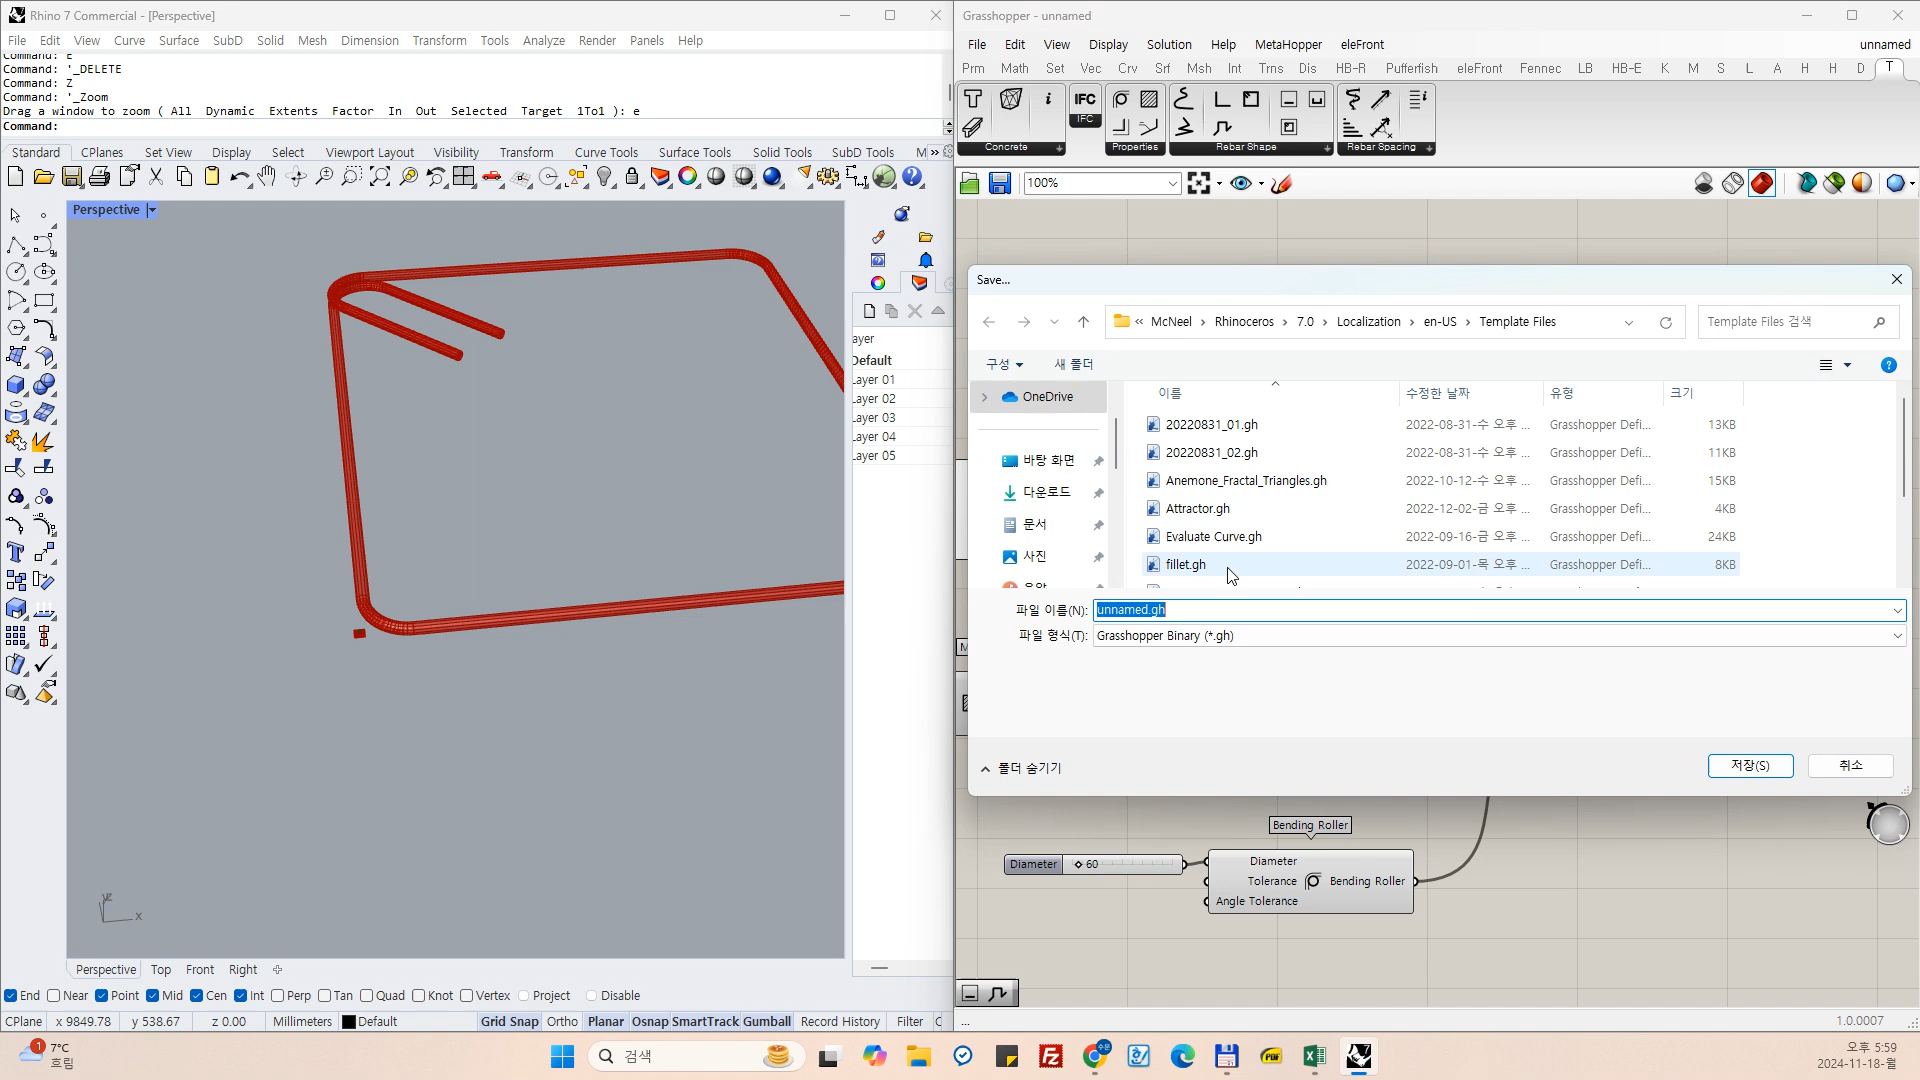 Rhino 7 Commercial - [Perspective]
File Edit View Curve Surface SubD Solid Mesh Dimension Transform Tools Analyze Render Panels Help
Command: E
Command: '_DELETE
Command: Z
Command: '_Zoom
Drag a window to zoom ( All Dynamic Extents Factor In Out Selected Target 1To1 ): e
Command:
Standard CPlanes Set View Display Select Viewport Layout Visibility Transform Curve Tools Surface Tools Solid Tools SubD Tools M »
Perspective
ayer
Default
Layer 01
Layer 02
Layer 03
Layer 04
Layer 05
x
Perspective Top Front Right
End Near Point Mid Cen Int Perp Tan Quad Knot Vertex Project Disable
CPlane x 9849.78 y 538.67 z 0.00 Millimeters Default Grid Snap Ortho Planar Osnap SmartTrack Gumball Record History Filter C
Grasshopper - unnamed
File Edit View Display Solution Help MetaHopper eleFront unnamed
Prm Math Set Vec Crv Srf Msh Int Trns Dis HB-R Pufferfish eleFront Fennec LB HB-E K M S L A H H D T
IFC
IFC
Concrete Properties Rebar Shape Rebar Spacing
100%
Save...
« McNeel › Rhinoceros › 7.0 › Localization › en-US › Template Files
Template Files 검색
구성 새 폴더
OneDrive
바탕 화면
다운로드
문서
사진
음악
이름 수정한 날짜 유형 크기
20220831_01.gh 2022-08-31-수 오후 ... Grasshopper Defi... 13KB
20220831_02.gh 2022-08-31-수 오후 ... Grasshopper Defi... 11KB
Anemone_Fractal_Triangles.gh 2022-10-12-수 오후 ... Grasshopper Defi... 15KB
Attractor.gh 2022-12-02-금 오후 ... Grasshopper Defi... 4KB
Evaluate Curve.gh 2022-09-16-금 오후 ... Grasshopper Defi... 24KB
fillet.gh 2022-09-01-목 오후 ... Grasshopper Defi... 8KB
파일 이름(N): unnamed.gh
파일 형식(T): Grasshopper Binary (*.gh)
폴더 숨기기
저장(S) 취소
M
Bending Roller
Diameter 60
Diameter
Tolerance
Angle Tolerance
Bending Roller
...
1.0.0007
1
7°C
흐림
검색
수문
PDF
오후 5:59
2024-11-18-월